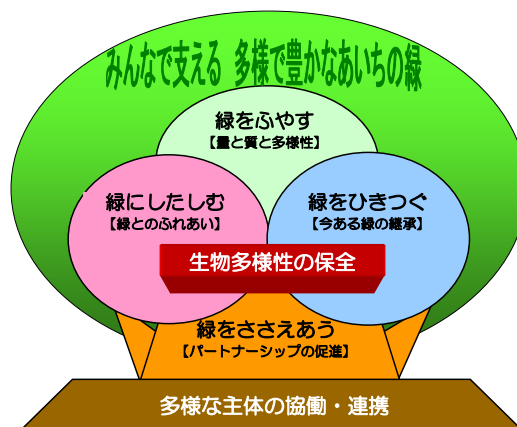 みんなで支える 多様で豊かなあいちの緑
緑をふやす
【量と質と多様性】
緑にしたしむ
【緑とのふれあい】
緑をひきつぐ
【今ある緑の継承】
生物多様性の保全
緑をささえあう
【パートナーシップの促進】
多様な主体の協働・連携